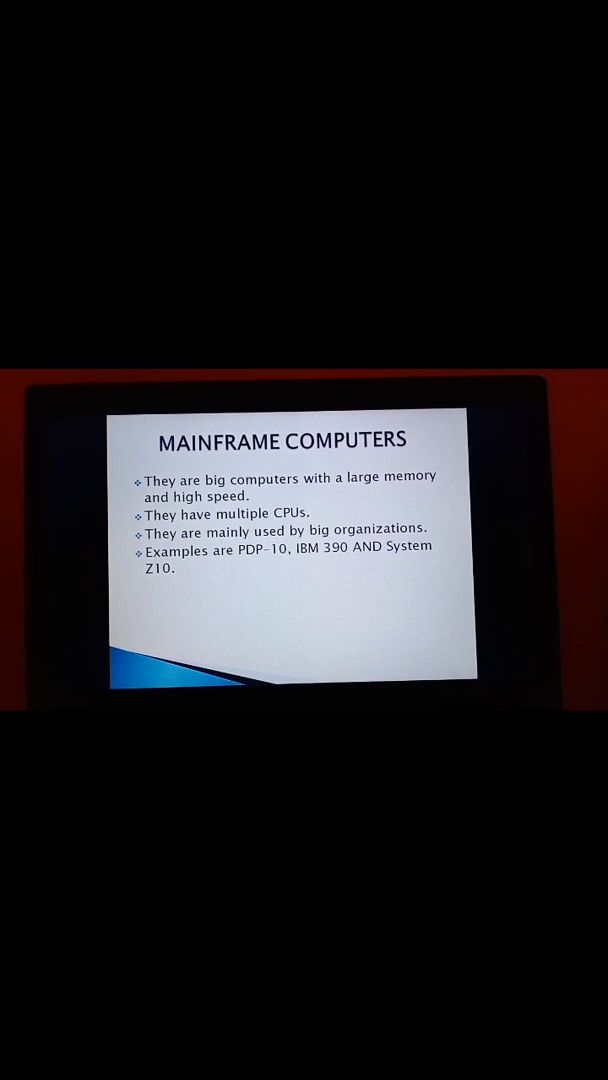 MAINFRAME COMPUTERS
They are big computers with a large memory
and high speed.
They have multiple CPUs.
They are mainly used by big organizations.
Examples are PDP-10, IBM 390 AND System
Z10.